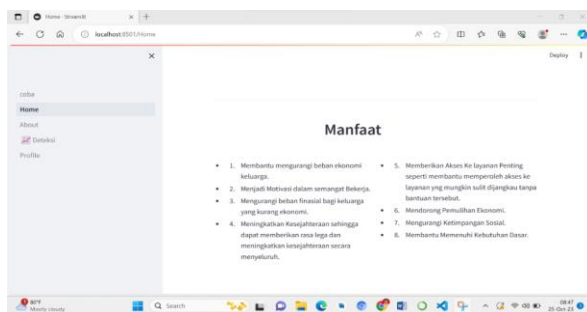 Home · Streamlit
localhost:8501/Home
Deploy
coba
Home
About
Deteksi
Profile
Manfaat
1. Membantu mengurangi beban ekonomi
keluarga.
2. Menjadi Motivasi dalam semangat Bekerja.
3. Mengurangi beban finasial bagi keluarga
yang kurang ekonomi.
4. Meningkatkan Kesejahteraan sehingga
dapat memberikan rasa lega dan
meningkatkan kesejahteraan secara
menyeluruh.
5. Memberikan Akses Ke layanan Penting
seperti membantu memperoleh akses ke
layanan yng mungkin sulit dijangkau tanpa
bantuan tersebut.
6. Mendorong Pemulihan Ekonomi.
7. Mengurangi Ketimpangan Sosial.
8. Membantu Memenuhi Kebutuhan Dasar.
80°F
Mostly cloudy
Search
08:47
25-Oct-23